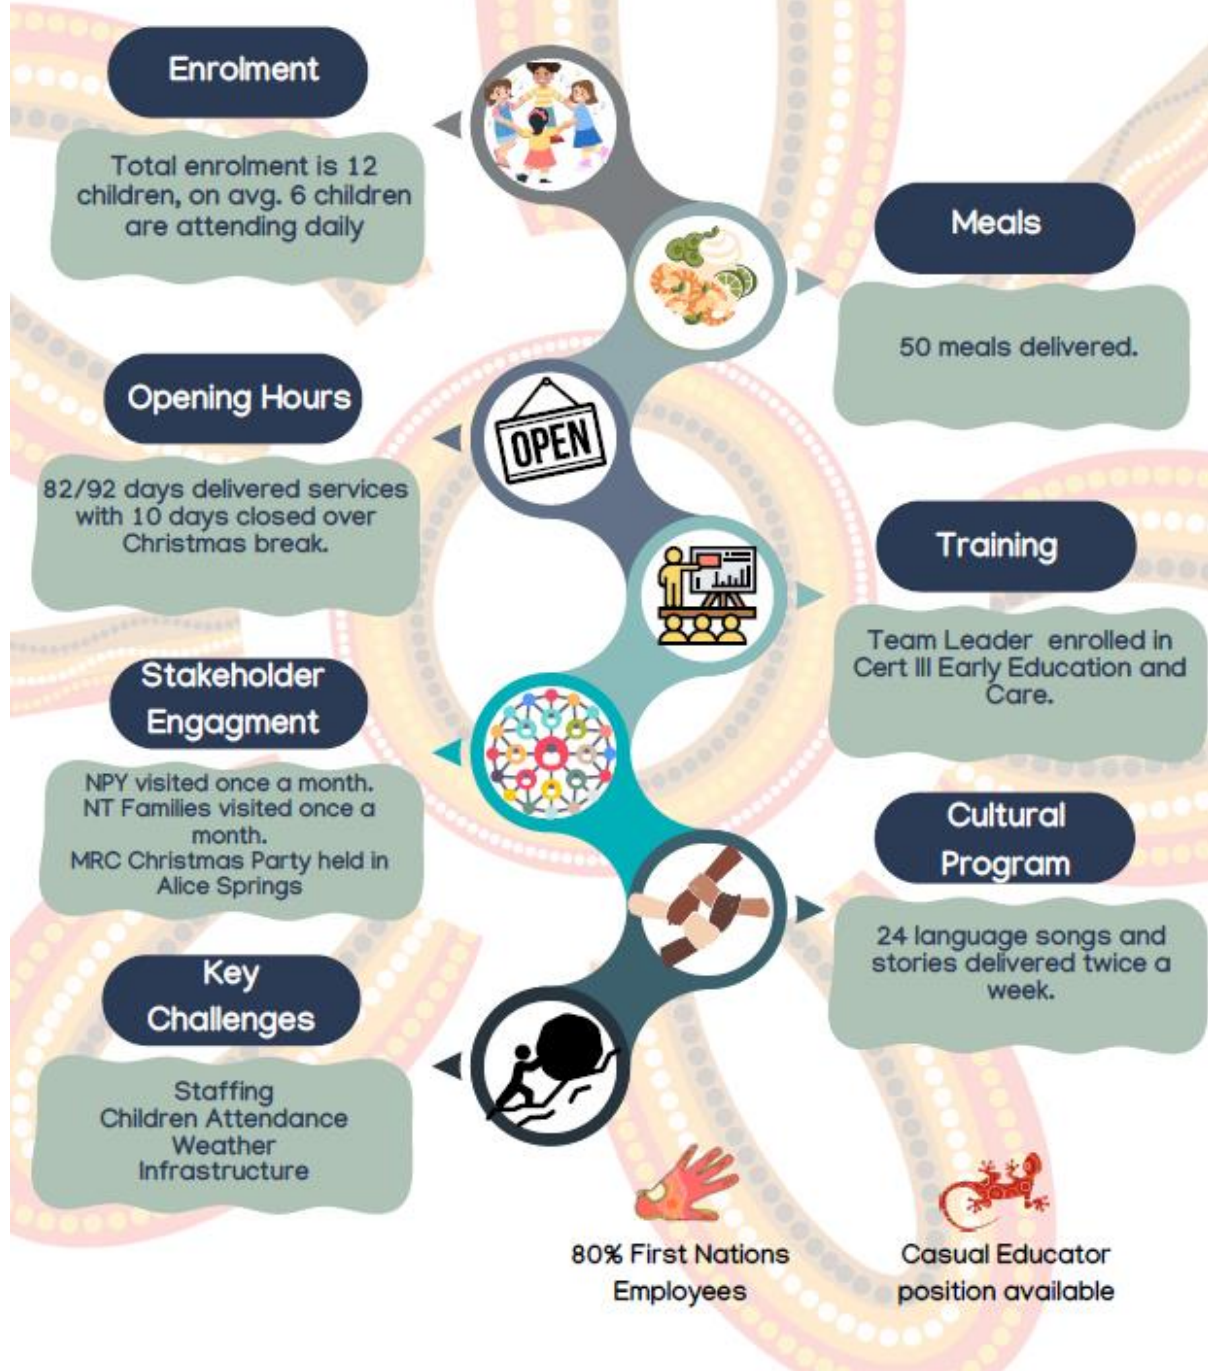 Enrolment
Total enrolment is 12
children, on avg. 6 children
are attending daily
Meals
50 meals delivered.
Opening Hours
82/92 days delivered services
with 10 days closed over
Christmas break.
OPEN
Training
Team Leader enrolled in
Cert III Early Education and
Care.
Stakeholder
Engagment
NPY visited once a month.
NT Families visited once a
month.
MRC Christmas Party held in
Alice Springs
Cultural
Program
24 language songs and
stories delivered twice a
week.
Key
Challenges
Staffing
Children Attendance
Weather
Infrastructure
80% First Nations
Employees
Casual Educator
position available